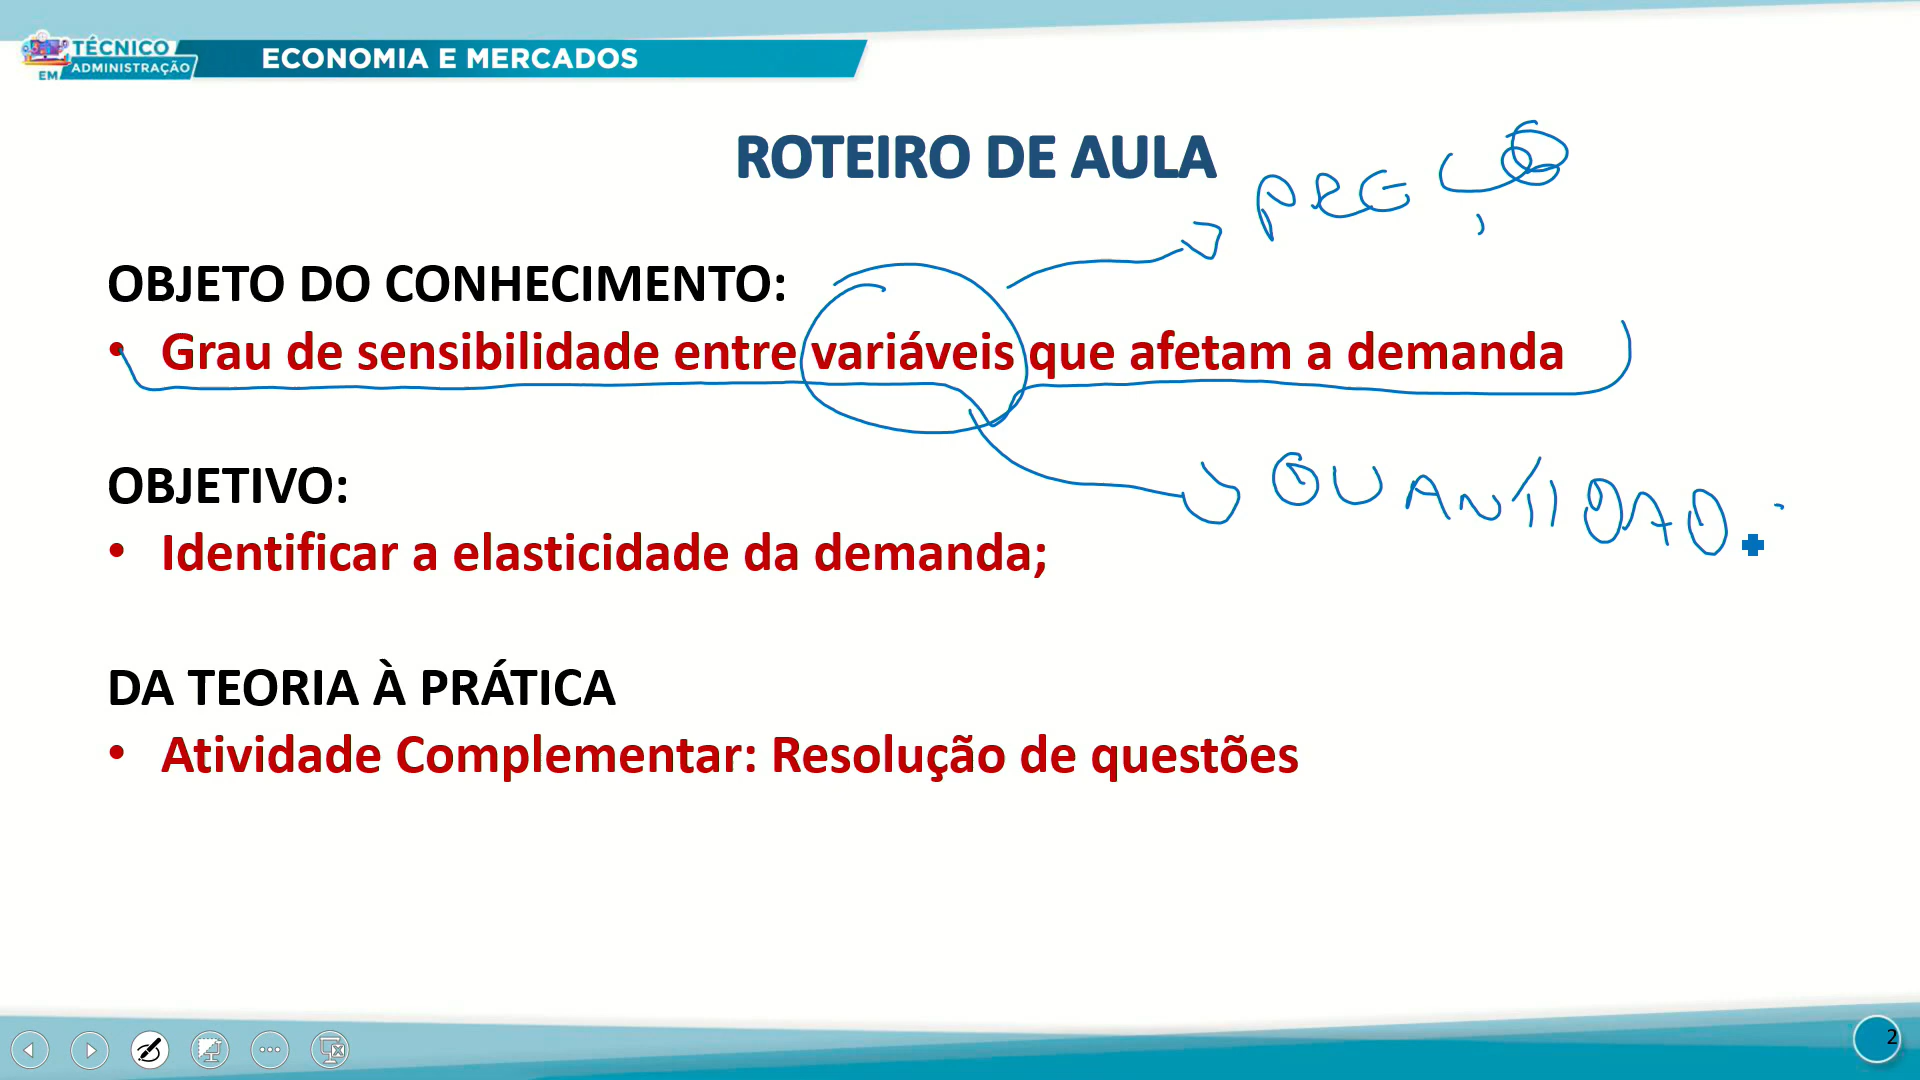 TÉCNICO
EM ADMINISTRAÇÃO
ECONOMIA E MERCADOS
ROTEIRO DE AULA
PREÇO
OBJETO DO CONHECIMENTO:
• Grau de sensibilidade entre variáveis que afetam a demanda
OBJETIVO:
QUANTIDAD
• Identificar a elasticidade da demanda;
DA TEORIA À PRÁTICA
• Atividade Complementar: Resolução de questões
2